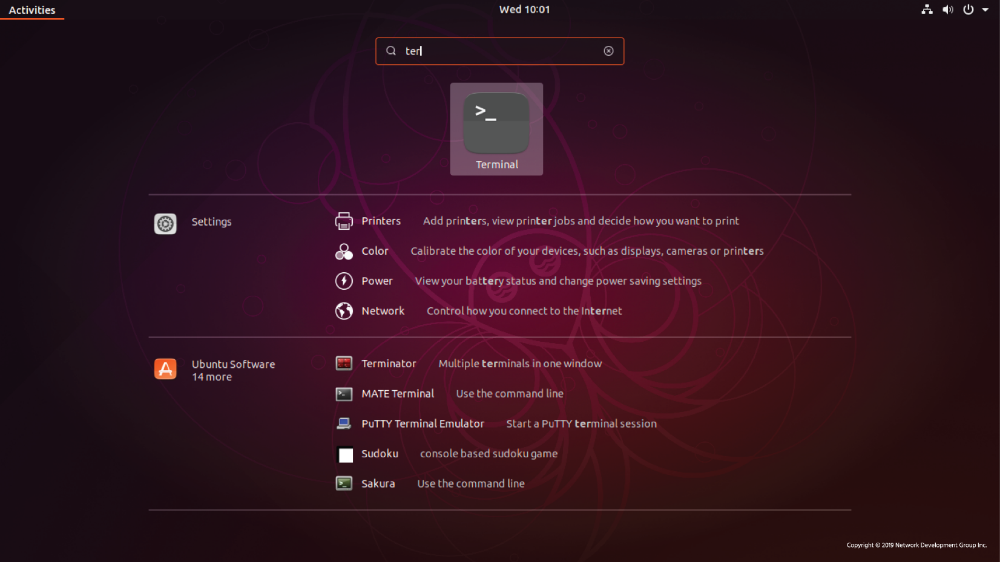 Activities
Wed 10:01
ter
>_
Terminal
Settings
Printers Add printers, view printer jobs and decide how you want to print
Color Calibrate the color of your devices, such as displays, cameras or printers
Power View your battery status and change power saving settings
Network Control how you connect to the Internet
Ubuntu Software
14 more
Terminator Multiple terminals in one window
MATE Terminal Use the command line
PuTTY Terminal Emulator Start a PuTTY terminal session
Sudoku console based sudoku game
Sakura Use the command line
Copyright © 2019 Network Development Group Inc.